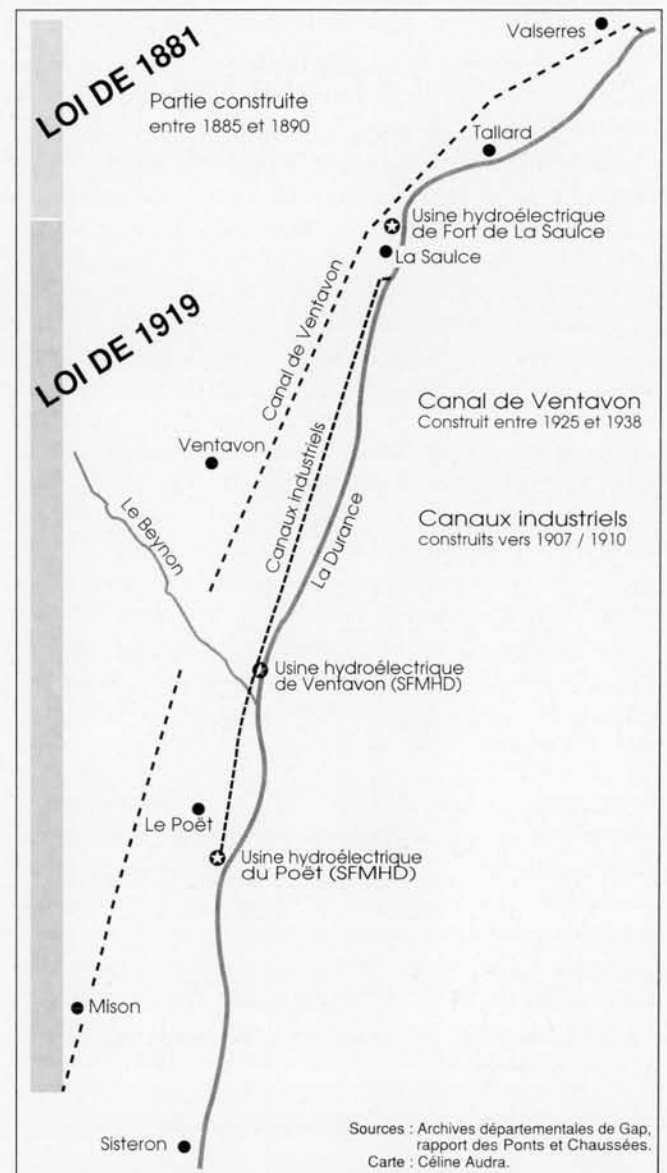 Valserres
LOI DE 1881
Partie construite
entre 1885 et 1890
Tallard
Usine hydroélectrique
de Fort de La Saulce
La Saulce
Canal de Ventavon
LOI DE 1919
Canaux industriels
Canal de Ventavon
Construit entre 1925 et 1938
Ventavon
Le Beynon
La Durance
Canaux industriels
construits vers 1907 / 1910
Usine hydroélectrique
de Ventavon (SFMHD)
Le Poët
Usine hydroélectrique
du Poët (SFMHD)
Mison
Sisteron
Sources : Archives départementales de Gap,
rapport des Ponts et Chaussées.
Carte : Céline Audra.